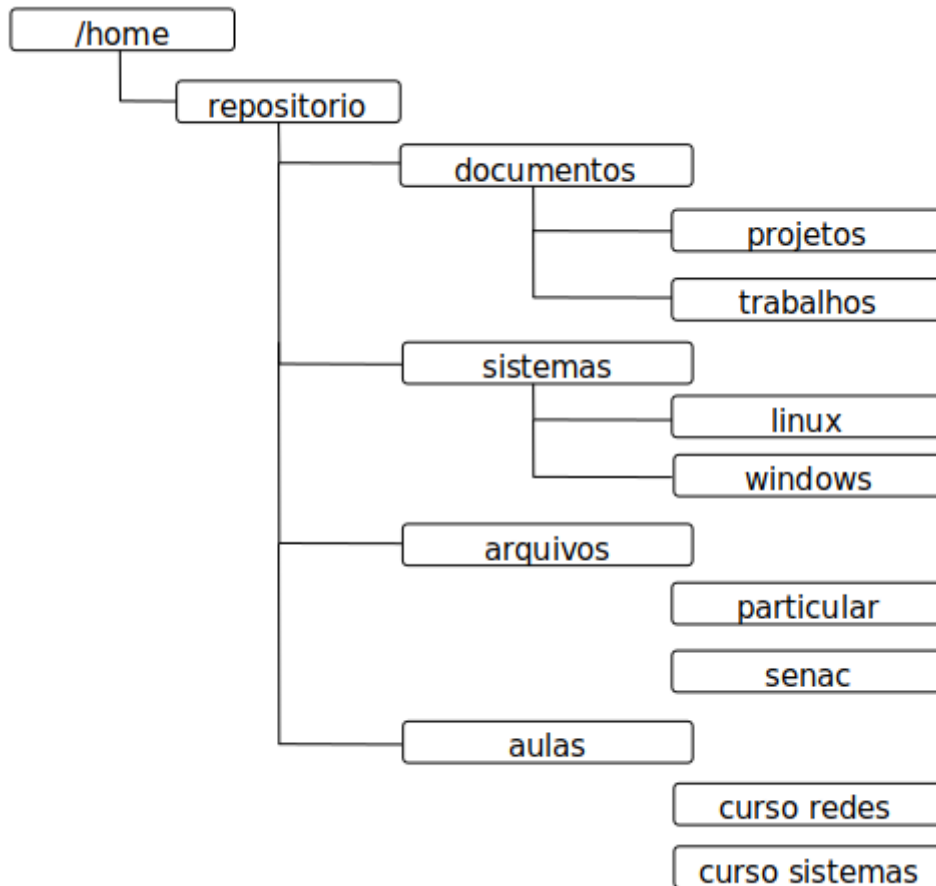 /home
repositorio
documentos
projetos
trabalhos
sistemas
linux
windows
arquivos
particular
senac
aulas
curso redes
curso sistemas